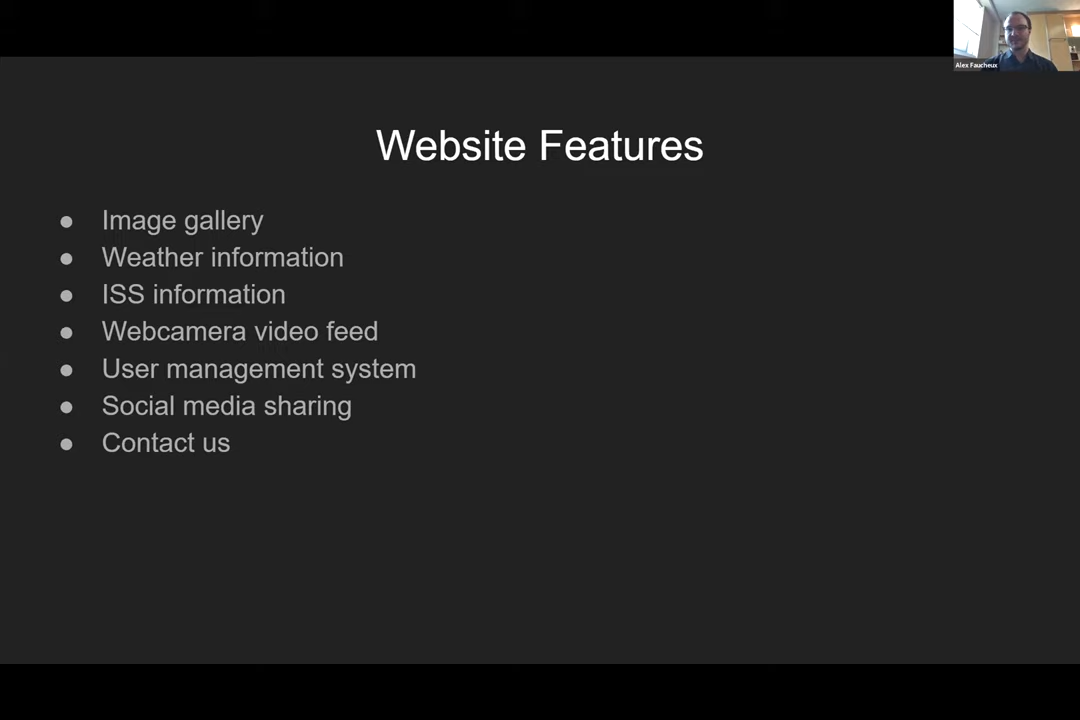 Alex Faucheux
Website Features
● Image gallery
● Weather information
● ISS information
● Webcamera video feed
● User management system
● Social media sharing
● Contact us